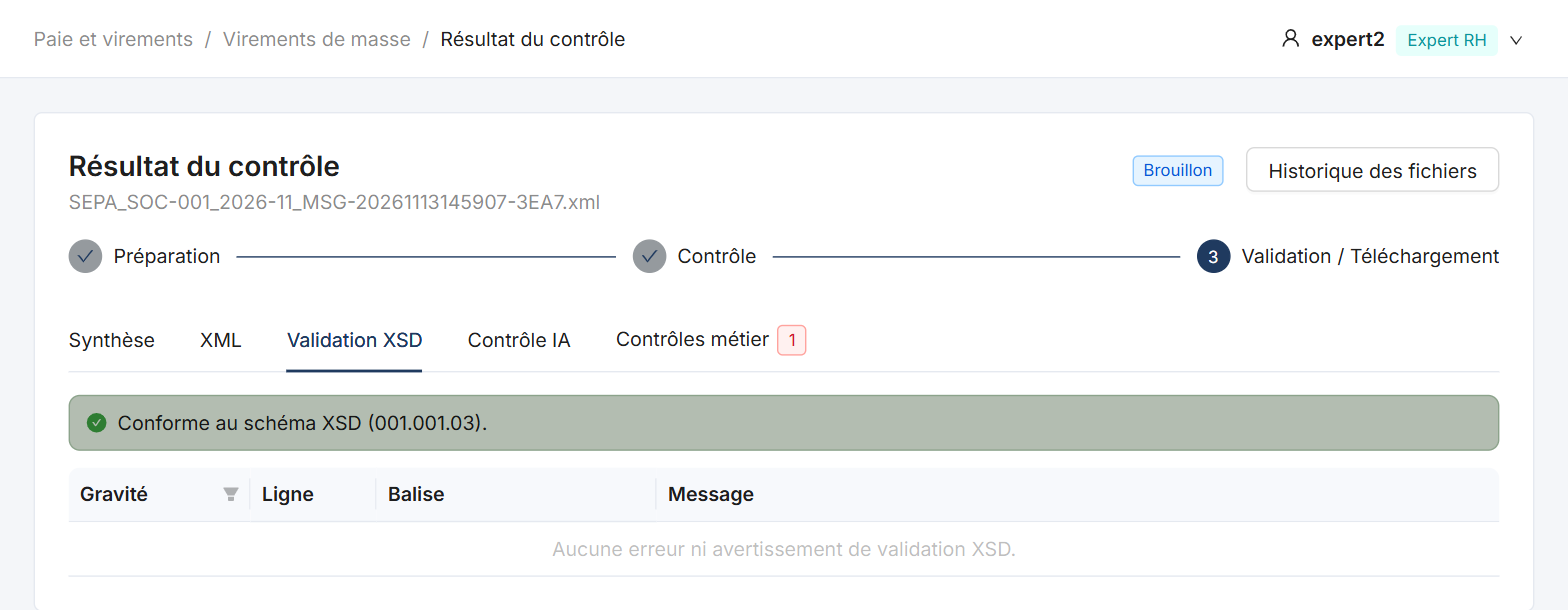 Paie et virements / Virements de masse / Résultat du contrôle
expert2 Expert RH
Résultat du contrôle
Brouillon
Historique des fichiers
SEPA_SOC-001_2026-11_MSG-20261113145907-3EA7.xml
Préparation
Contrôle
3 Validation / Téléchargement
Synthèse XML Validation XSD Contrôle IA Contrôles métier 1
Conforme au schéma XSD (001.001.03).
Gravité Ligne Balise Message
Aucune erreur ni avertissement de validation XSD.